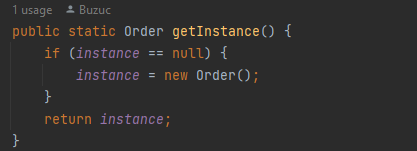 1 usage Buzuc
public static Order getInstance() {
    if (instance == null) {
        instance = new Order();
    }
    return instance;
}